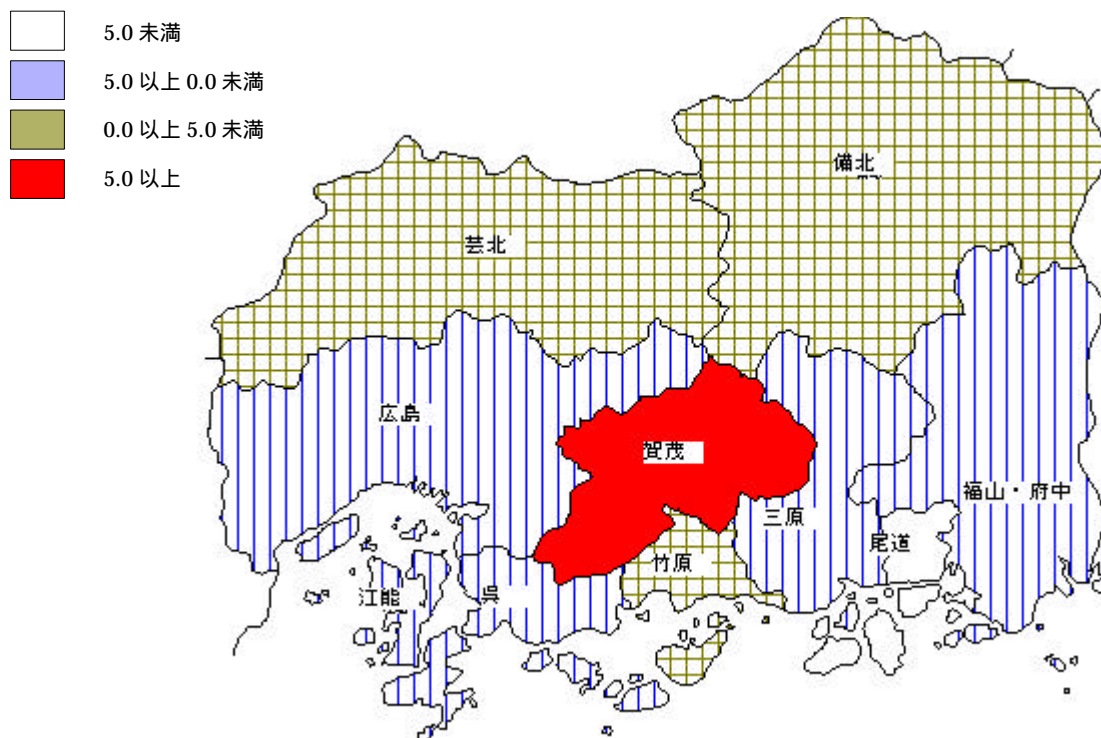 5.0 未満
5.0 以上 0.0 未満
0.0 以上 5.0 未満
5.0 以上
備北
芸北
広島
賀茂
福山・府中
三原
尾道
竹原
江能
呉